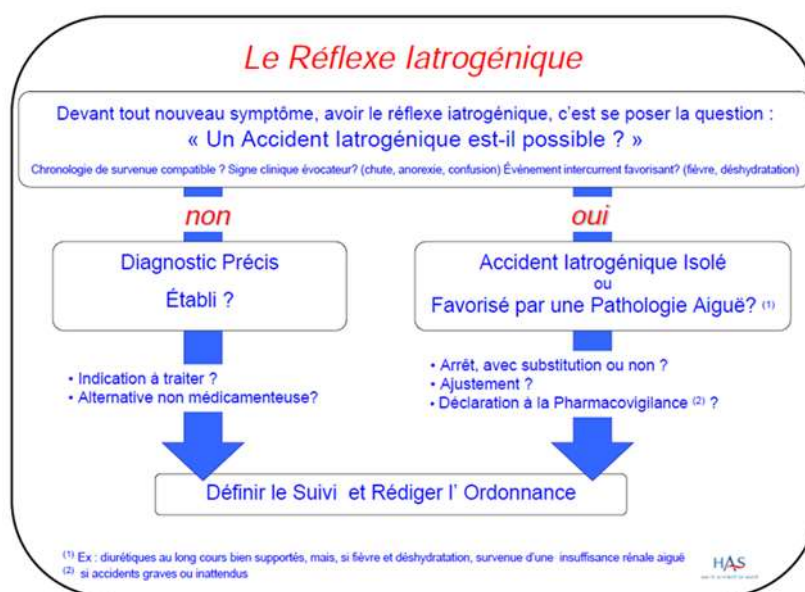 Le Réflexe Iatrogénique
Devant tout nouveau symptôme, avoir le réflexe iatrogénique, c'est se poser la question :
« Un Accident Iatrogénique est-il possible ? »
Chronologie de survenue compatible ? Signe clinique évocateur? (chute, anorexie, confusion) Évènement intercurrent favorisant? (fièvre, déshydratation)
non
oui
Diagnostic Précis
Établi ?
Accident Iatrogénique Isolé
ou
Favorisé par une Pathologie Aiguë? (1)
• Indication à traiter ?
• Alternative non médicamenteuse?
• Arrêt, avec substitution ou non ?
• Ajustement ?
• Déclaration à la Pharmacovigilance (2) ?
Définir le Suivi et Rédiger l' Ordonnance
(1) Ex : diurétiques au long cours bien supportés, mais, si fièvre et déshydratation, survenue d'une insuffisance rénale aiguë
(2) si accidents graves ou inattendus
HAS